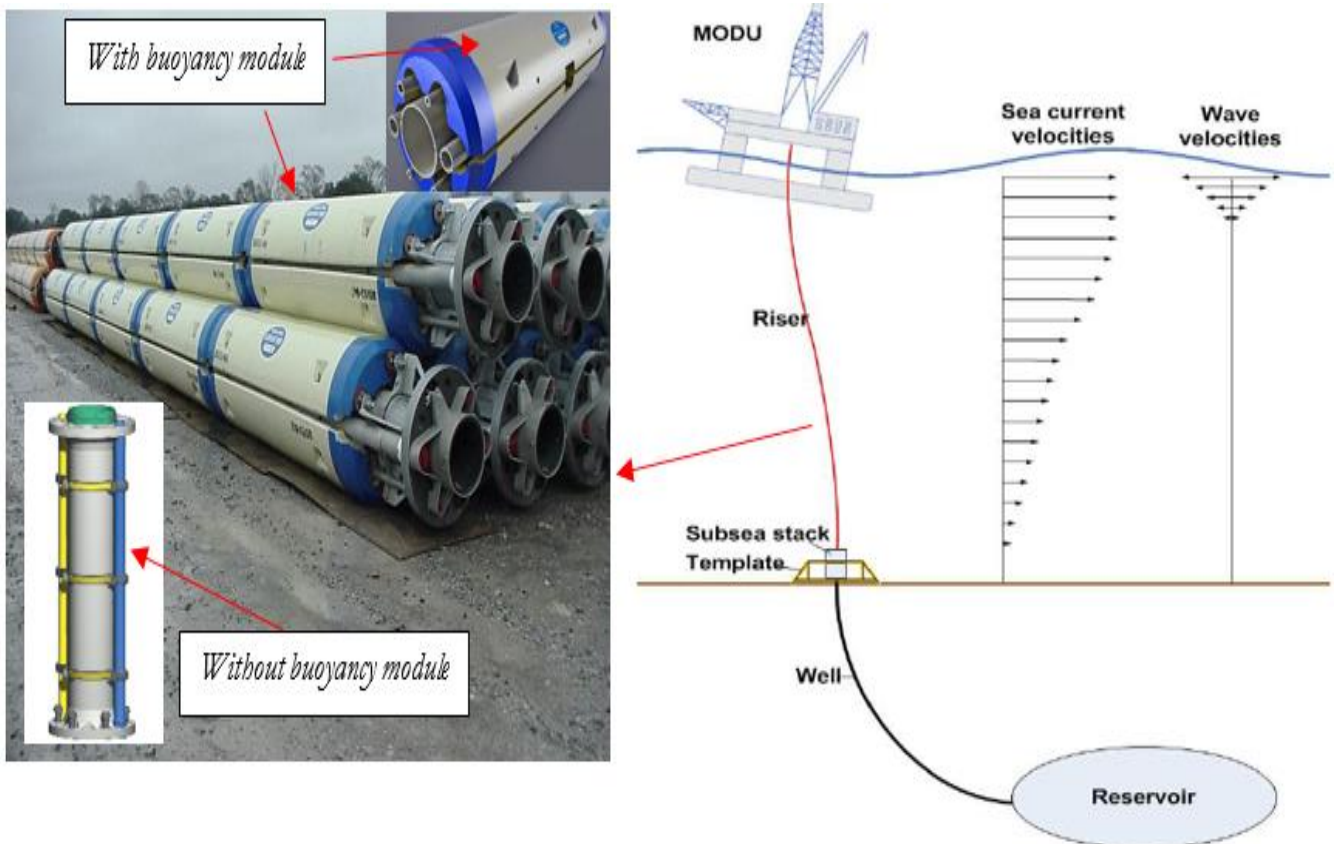 With buoyancy module
Without buoyancy module
MODU
Sea current
velocities
Wave
velocities
Riser
Subsea stack
Template
Well
Reservoir